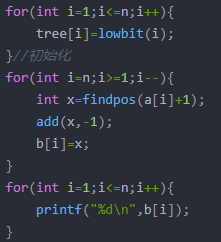 for(int i=1;i<=n;i++){
    tree[i]=lowbit(i);
}//初始化
for(int i=n;i>=1;i--){
    int x=findpos(a[i]+1);
    add(x,-1);
    b[i]=x;
}
for(int i=1;i<=n;i++){
    printf("%d\n",b[i]);
}